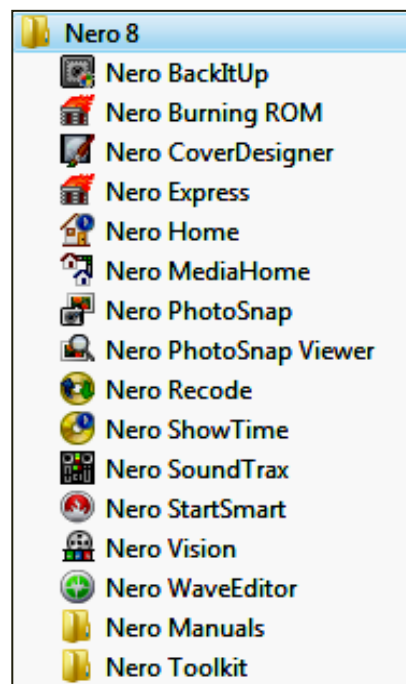 Nero 8
Nero BackItUp
Nero Burning ROM
Nero CoverDesigner
Nero Express
Nero Home
Nero MediaHome
Nero PhotoSnap
Nero PhotoSnap Viewer
Nero Recode
Nero ShowTime
Nero SoundTrax
Nero StartSmart
Nero Vision
Nero WaveEditor
Nero Manuals
Nero Toolkit